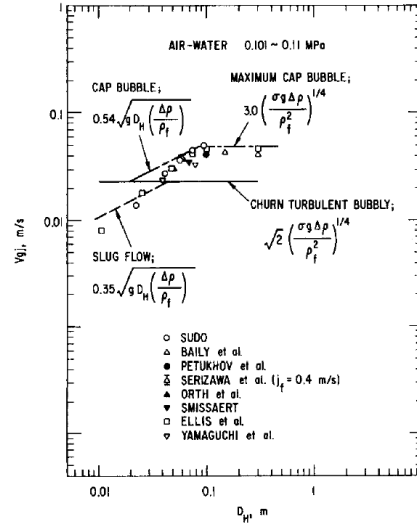 AIR-WATER 0.101 ~ 0.11 MPa
CAP BUBBLE;
0.54 √(g D_H (Δρ/ρ_f))
MAXIMUM CAP BUBBLE;
3.0 (σgΔρ/ρ_f²)^1/4
CHURN TURBULENT BUBBLY;
√2 (σgΔρ/ρ_f²)^1/4
SLUG FLOW;
0.35 √(g D_H (Δρ/ρ_f))
0.1
0.01
Vgj, m/s
○ SUDO
△ BAILY et al.
● PETUKHOV et al.
SERIZAWA et al. (j_f = 0.4 m/s)
▲ ORTH et al.
▼ SMISSAERT
□ ELLIS et al.
▽ YAMAGUCHI et al.
0.01 0.1 1
D_H, m